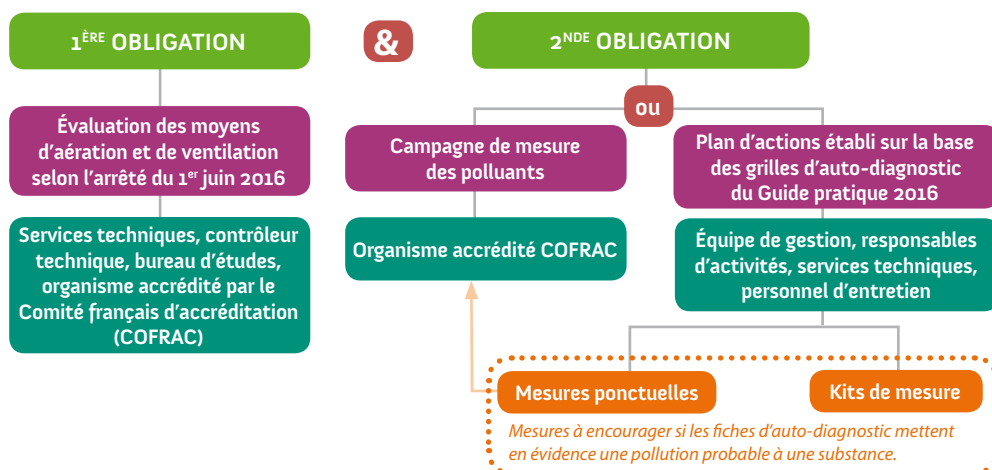 1ÈRE OBLIGATION
&
2NDE OBLIGATION
ou
Évaluation des moyens
d'aération et de ventilation
selon l'arrêté du 1er juin 2016
Campagne de mesure
des polluants
Plan d'actions établi sur la base
des grilles d'auto-diagnostic
du Guide pratique 2016
Services techniques, contrôleur
technique, bureau d'études,
organisme accrédité par le
Comité français d'accréditation
(COFRAC)
Organisme accrédité COFRAC
Équipe de gestion, responsables
d'activités, services techniques,
personnel d'entretien
Mesures ponctuelles
Kits de mesure
Mesures à encourager si les fiches d'auto-diagnostic mettent
en évidence une pollution probable à une substance.